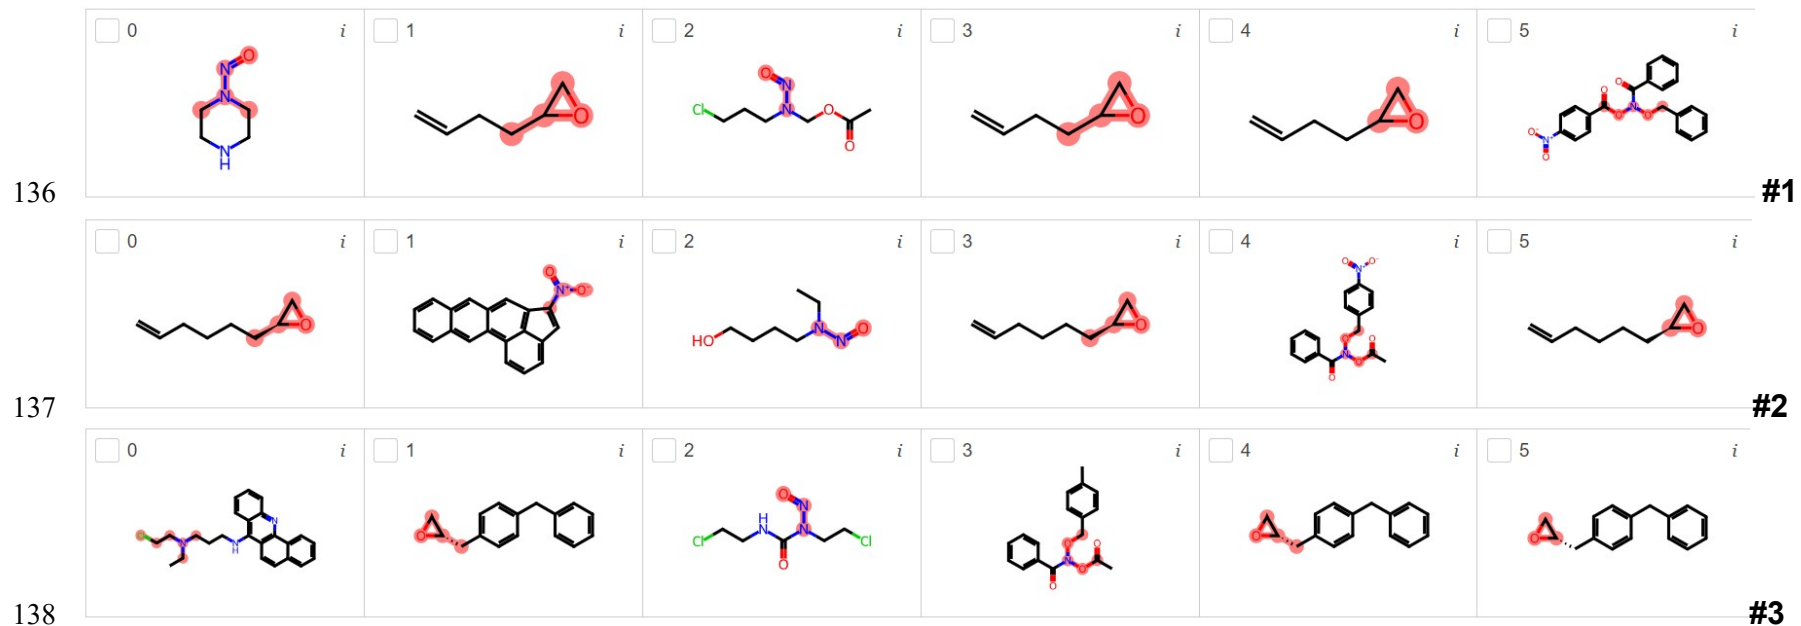 0 i 1 i 2 i 3 i 4 i 5 i
N O N N H
O
O N N Cl O O
O
O
O O N O O N+ O- O
136 #1
0 i 1 i 2 i 3 i 4 i 5 i
O
O N+ O-
HO N N O
O
O N+ O- O N O O O
O
137 #2
0 i 1 i 2 i 3 i 4 i 5 i
N N N H
O
O N N H N Cl O Cl
O N O O O
O
O
138 #3